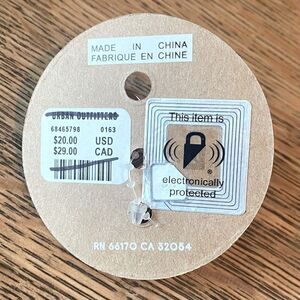 MADE IN CHINA
FABRIQUE EN CHINE
URBAN OUTFITTERS
68465798 0163
$20.00 USD
$29.00 CAD
This item is
®
electronically
protected
RN 66170 CA 32054